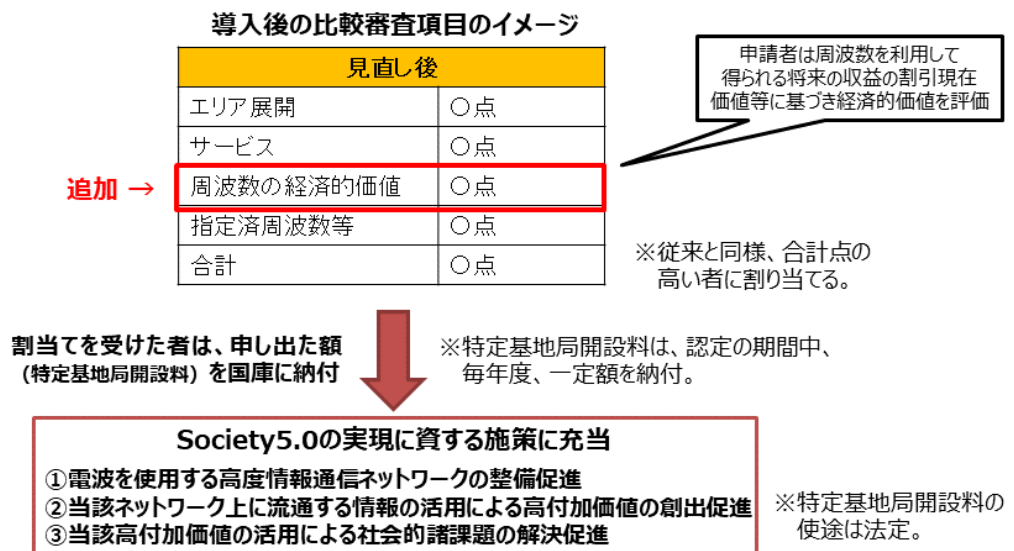 導入後の比較審査項目のイメージ
見直し後
エリア展開 〇点
サービス 〇点
追加 → 周波数の経済的価値 〇点
指定済周波数等 〇点
合計 〇点
申請者は周波数を利用して
得られる将来の収益の割引現在
価値等に基づき経済的価値を評価
※従来と同様、合計点の
高い者に割り当てる。
割当てを受けた者は、申し出た額
（特定基地局開設料）を国庫に納付
※特定基地局開設料は、認定の期間中、
毎年度、一定額を納付。
Society5.0の実現に資する施策に充当
①電波を使用する高度情報通信ネットワークの整備促進
②当該ネットワーク上に流通する情報の活用による高付加価値の創出促進
③当該高付加価値の活用による社会的諸課題の解決促進
※特定基地局開設料の
使途は法定。